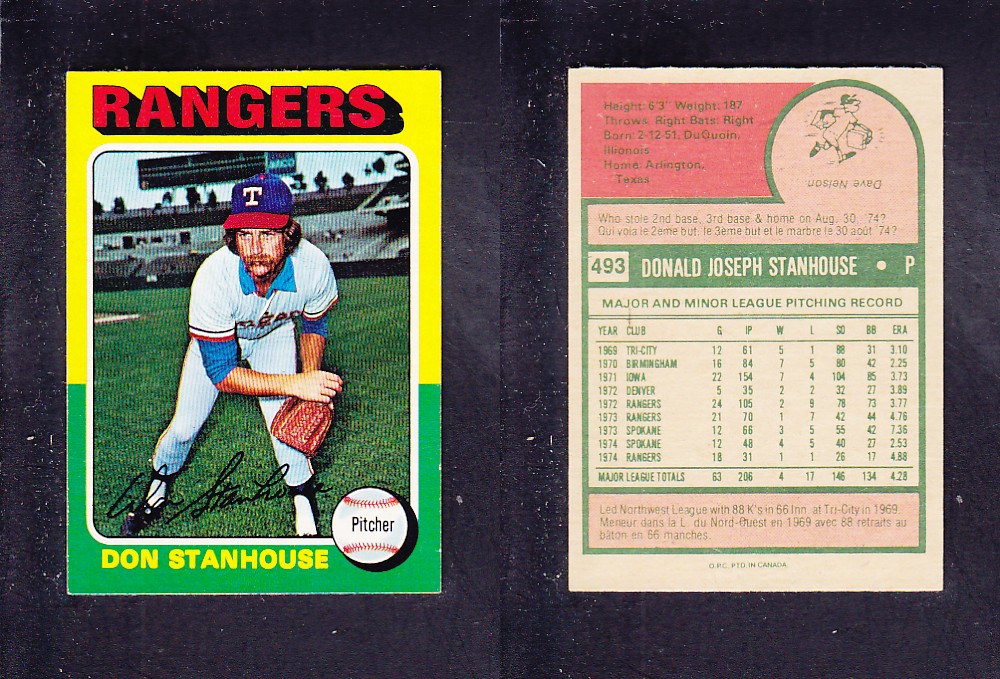 RANGERS
T
Don Stanhouse
Pitcher
DON STANHOUSE
Height: 6'3" Weight: 187
Throws: Right Bats: Right
Born: 2-12-51, DuQuoin,
Illionois
Home: Arlington,
Texas
Dave Nelson
Who stole 2nd base, 3rd base & home on Aug. 30, '74?
Qui vola le 2ème but, le 3ème but et le marbre le 30 août '74?
493 DONALD JOSEPH STANHOUSE • P
MAJOR AND MINOR LEAGUE PITCHING RECORD
YEAR CLUB G IP W L SO BB ERA
1969 TRI-CITY 12 61 5 1 88 31 3.10
1970 BIRMINGHAM 16 84 7 5 80 42 2.25
1971 IOWA 22 154 7 4 104 85 3.73
1972 DENVER 5 35 2 2 32 27 3.89
1972 RANGERS 24 105 2 9 78 73 3.77
1973 RANGERS 21 70 1 7 42 44 4.76
1973 SPOKANE 12 66 3 5 55 42 7.36
1974 SPOKANE 12 48 4 5 40 27 2.53
1974 RANGERS 18 31 1 1 26 17 4.88
MAJOR LEAGUE TOTALS 63 206 4 17 146 134 4.28
Led Northwest League with 88 K's in 66 Inn. at Tri-City in 1969.
Meneur dans la L. du Nord-Ouest en 1969 avec 88 retraits au
bâton en 66 manches.
O.P.C. PTD. IN CANADA